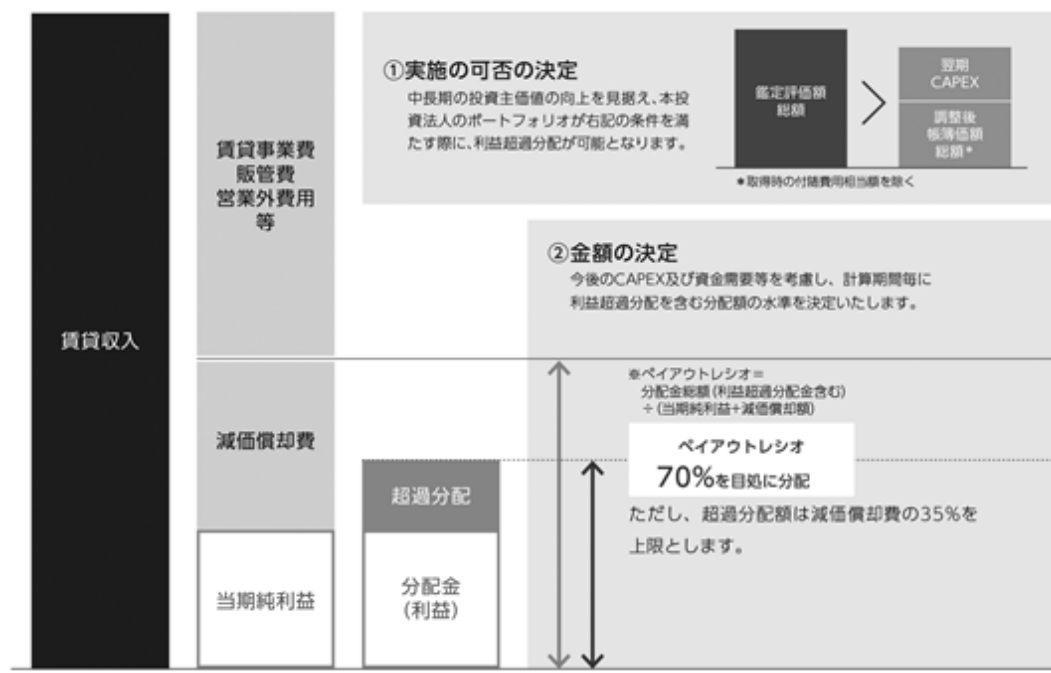 賃貸収入
賃貸事業費
販管費
営業外費用
等
減価償却費
当期純利益
超過分配
分配金
(利益)
①実施の可否の決定
中長期の投資主価値の向上を見据え、本投
資法人のポートフォリオが右記の条件を満
たす際に、利益超過分配が可能となります。
鑑定評価額
総額
翌期
CAPEX
調整後
帳簿価額
総額*
*取得時の付随費用相当額を除く
②金額の決定
今後のCAPEX及び資金需要等を考慮し、計算期間毎に
利益超過分配を含む分配額の水準を決定いたします。
※ペイアウトレシオ=
分配金総額(利益超過分配金含む)
÷(当期純利益+減価償却額)
ペイアウトレシオ
70%を目処に分配
ただし、超過分配額は減価償却費の35%を
上限とします。